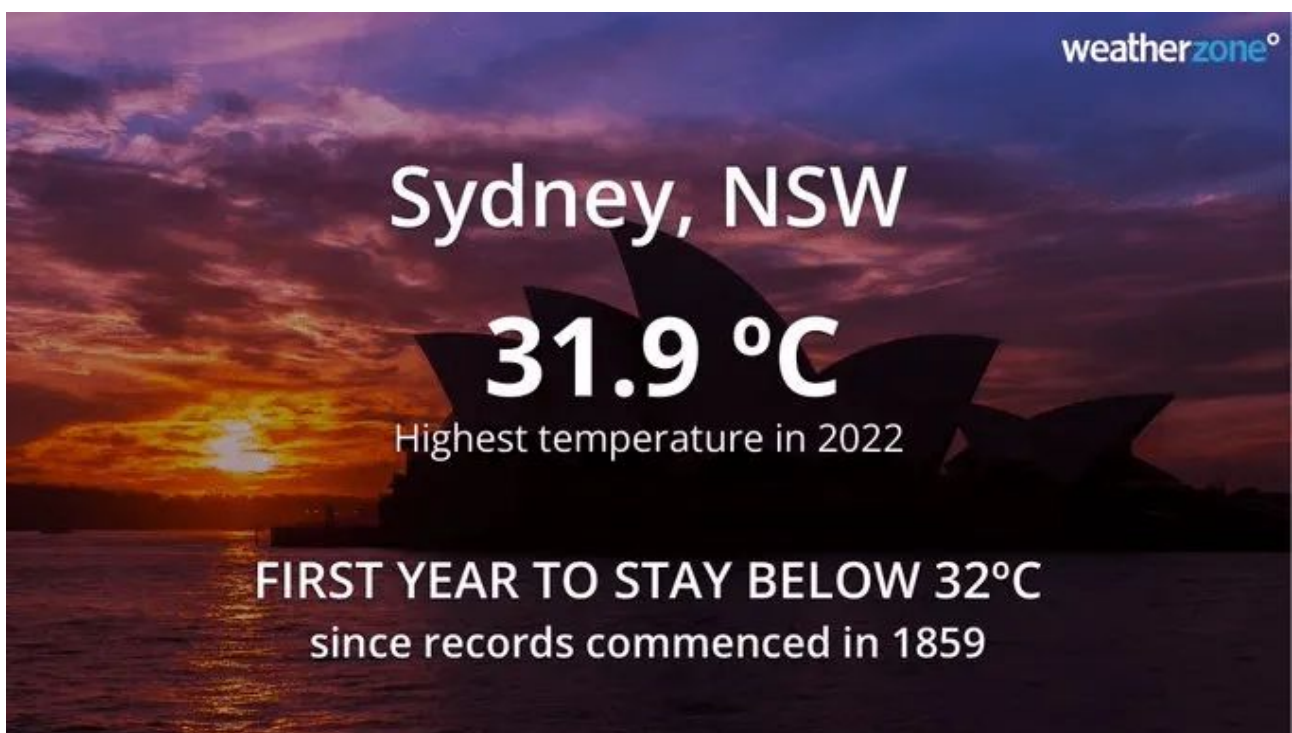 weatherzone°
Sydney, NSW
31.9 ºC
Highest temperature in 2022
FIRST YEAR TO STAY BELOW 32ºC
since records commenced in 1859